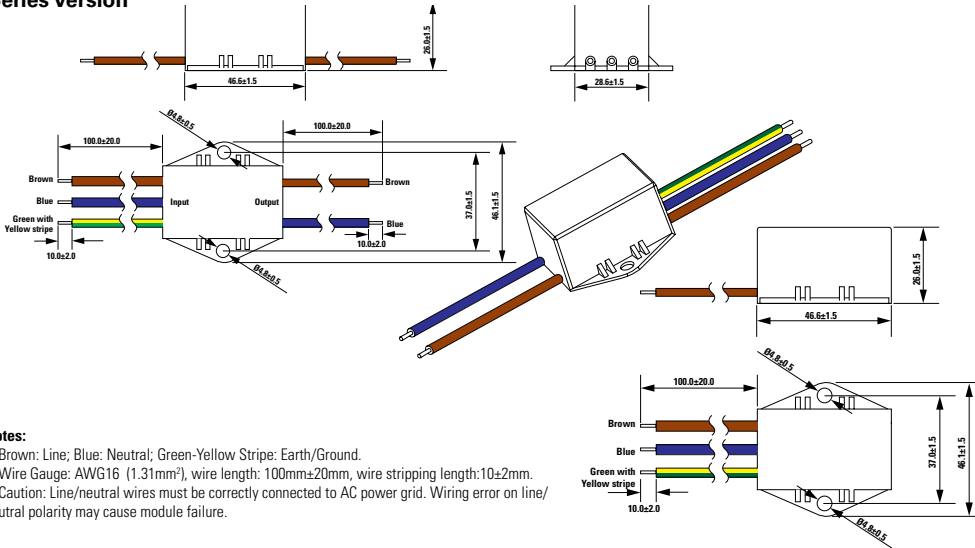 Series Version
26.0±1.5
46.6±1.5
28.6±1.5
Ø4.8±0.5
100.0±20.0
100.0±20.0
Brown
Brown
Blue
Input
Output
Blue
Green with
Yellow stripe
10.0±2.0
10.0±2.0
Ø4.8±0.5
37.0±1.5
46.1±1.5
26.0±1.5
46.6±1.5
Ø4.8±0.5
100.0±20.0
Brown
Blue
Green with
Yellow stripe
10.0±2.0
Ø4.8±0.5
37.0±1.5
46.1±1.5
otes:
Brown: Line; Blue: Neutral; Green-Yellow Stripe: Earth/Ground.
Wire Gauge: AWG16 (1.31mm²), wire length: 100mm±20mm, wire stripping length:10±2mm.
Caution: Line/neutral wires must be correctly connected to AC power grid. Wiring error on line/
utral polarity may cause module failure.